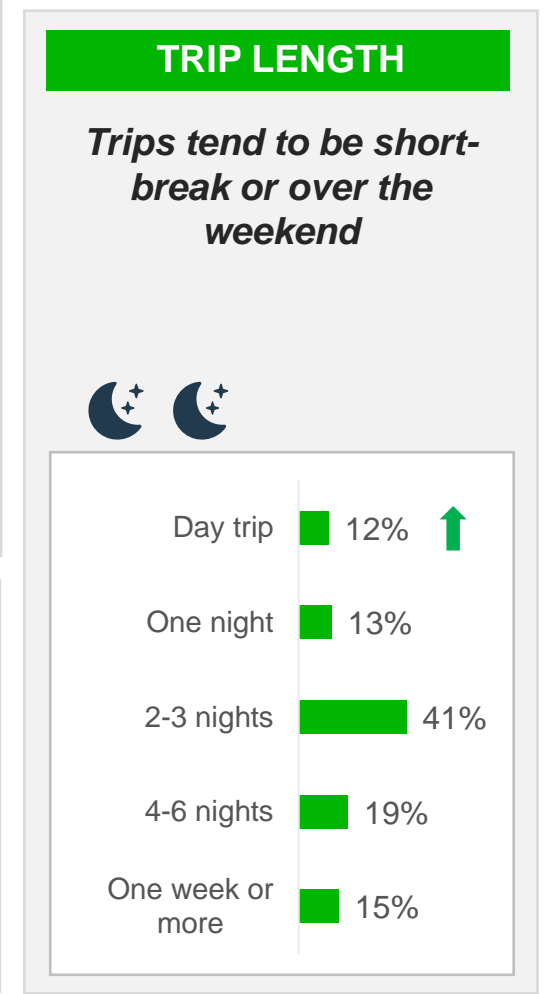 TRIP LENGTH
Trips tend to be short-
break or over the
weekend
Day trip 12%
One night 13%
2-3 nights 41%
4-6 nights 19%
One week or
more 15%